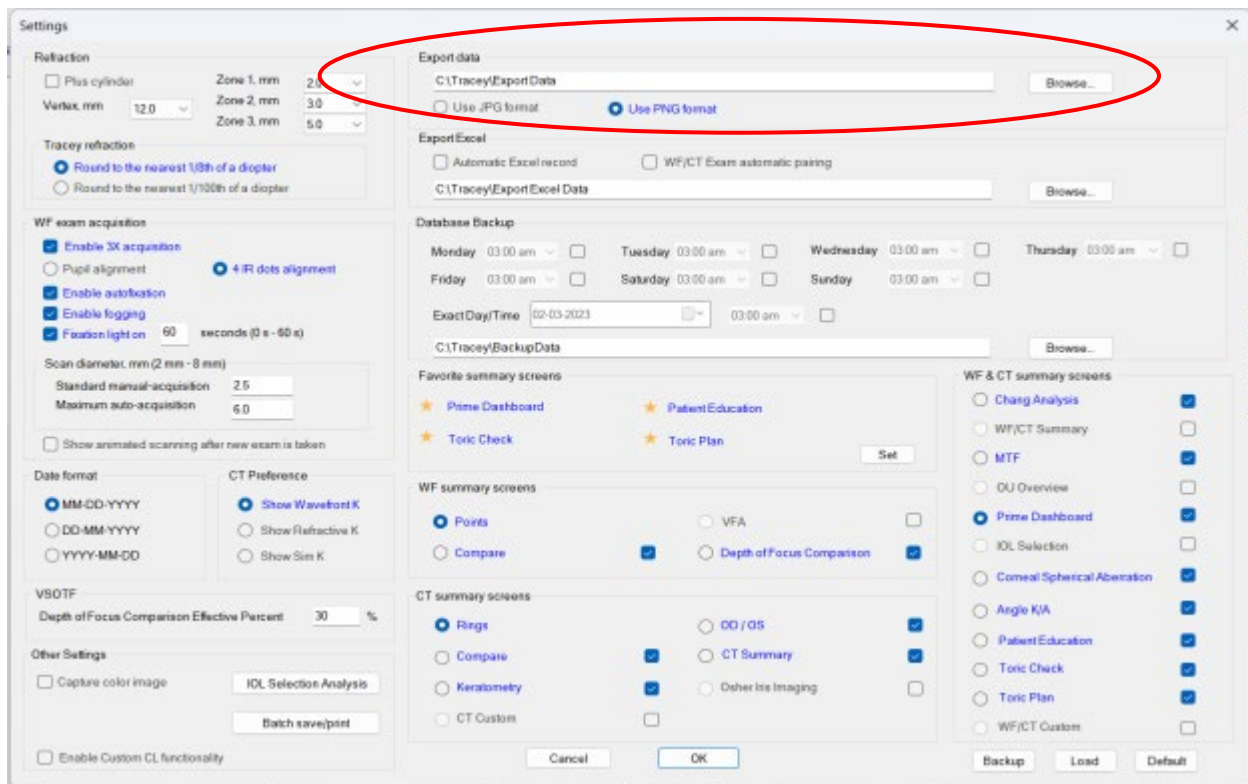 Settings
Refraction
Plus cylinder
Vertex, mm 12.0
Zone 1, mm 2.0
Zone 2, mm 3.0
Zone 3, mm 5.0
Tracey refraction
Round to the nearest 1/8th of a diopter
Round to the nearest 1/100th of a diopter
WF exam acquisition
Enable 3X acquisition
Pupil alignment 4 IR dots alignment
Enable autofixation
Enable fogging
Fixation light on 60 seconds (0 s - 60 s)
Scan diameter, mm (2 mm - 8 mm)
Standard manual-acquisition 2.5
Maximum auto-acquisition 6.0
Show animated scanning after new exam is taken
Date format
MM-DD-YYYY
DD-MM-YYYY
YYYY-MM-DD
CT Preference
Show Wavefront K
Show Refractive K
Show Sim K
VSOTF
Depth of Focus Comparison Effective Percent 30 %
Other Settings
Capture color image IOL Selection Analysis
Batch save/print
Enable Custom CL functionality
Export data
C:\Tracey\ExportData Browse...
Use JPG format Use PNG format
Export Excel
Automatic Excel record WF/CT Exam automatic pairing
C:\Tracey\Export Excel Data Browse...
Database Backup
Monday 03:00 am Tuesday 03:00 am Wednesday 03:00 am Thursday 03:00 am
Friday 03:00 am Saturday 03:00 am Sunday 03:00 am
Exact Day/Time 02-03-2023 03:00 am
C:\Tracey\BackupData Browse...
Favorite summary screens
Prime Dashboard Patient Education
Toric Check Toric Plan
Set
WF summary screens
Points VFA
Compare Depth of Focus Comparison
CT summary screens
Rings OD / OS
Compare CT Summary
Keratometry Osher Iris Imaging
CT Custom
WF & CT summary screens
Chang Analysis
WF/CT Summary
MTF
OU Overview
Prime Dashboard
IOL Selection
Corneal Spherical Aberration
Angle K/A
Patient Education
Toric Check
Toric Plan
WF/CT Custom
Cancel OK Backup Load Default